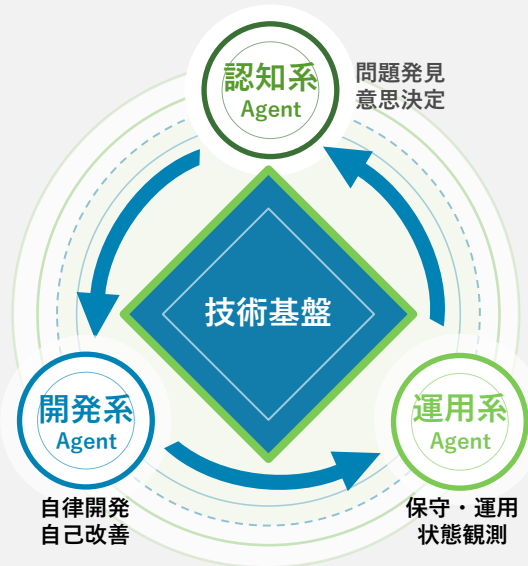 認知系
Agent
問題発見
意思決定
技術基盤
開発系
Agent
自律開発
自己改善
運用系
Agent
保守・運用
状態観測